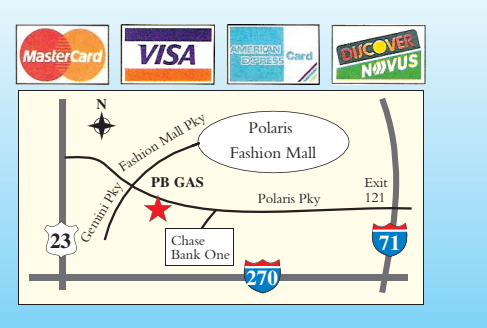 MasterCard
VISA
AMERICAN
EXPRESS
Card
DISCOVER
NOVUS
N
Fashion Mall Pky
Polaris
Fashion Mall
PB GAS
Gemini Pky
Polaris Pky
Exit
121
23
Chase
Bank One
71
270